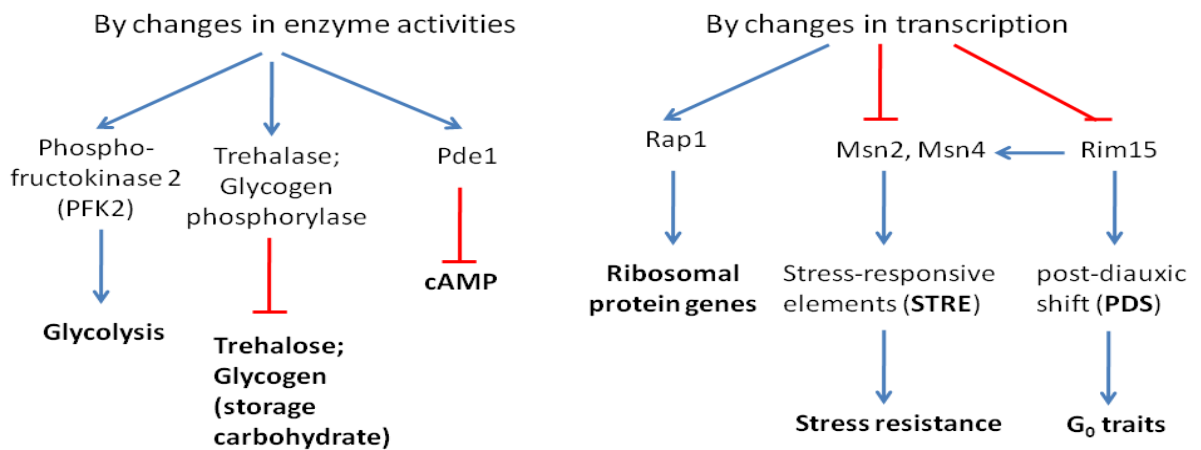 By changes in enzyme activities
Phospho-
fructokinase 2
(PFK2)
Glycolysis
Trehalase;
Glycogen
phosphorylase
Trehalose;
Glycogen
(storage
carbohydrate)
Pde1
cAMP
By changes in transcription
Rap1
Ribosomal
protein genes
Msn2, Msn4
Stress-responsive
elements (STRE)
Stress resistance
Rim15
post-diauxic
shift (PDS)
G₀ traits